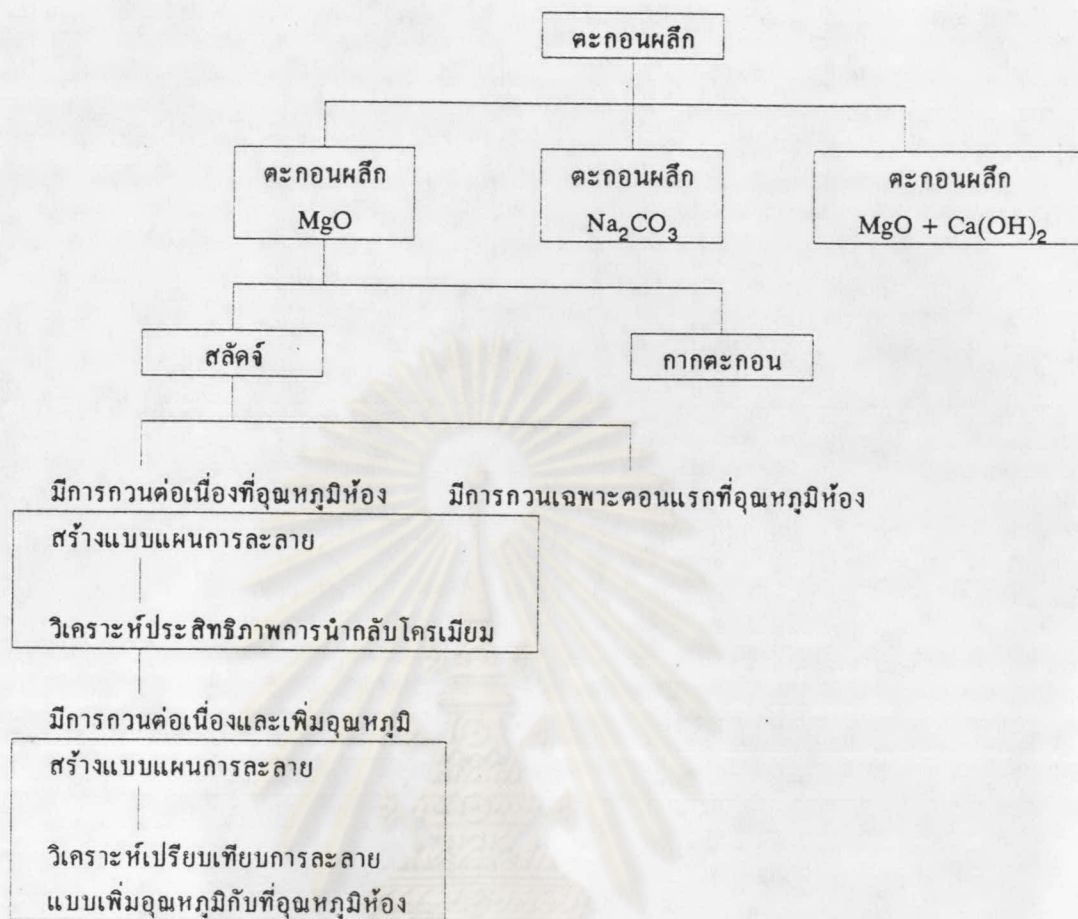 ตะกอนผลึก
ตะกอนผลึก
MgO
ตะกอนผลึก
Na₂CO₃
ตะกอนผลึก
MgO + Ca(OH)₂
สลัดจ์
กากตะกอน
มีการกวนต่อเนื่องที่อุณหภูมิห้อง
มีการกวนเฉพาะตอนแรกที่อุณหภูมิห้อง
สร้างแบบแผนการละลาย
วิเคราะห์ประสิทธิภาพการนำกลับโครเมียม
มีการกวนต่อเนื่องและเพิ่มอุณหภูมิ
สร้างแบบแผนการละลาย
วิเคราะห์เปรียบเทียบการละลาย
แบบเพิ่มอุณหภูมิกับที่อุณหภูมิห้อง